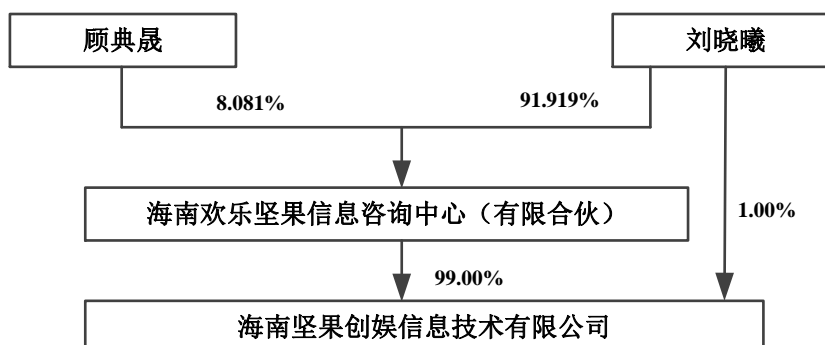 顾典晟
刘晓曦
8.081%
91.919%
海南欢乐坚果信息咨询中心（有限合伙）
1.00%
99.00%
海南坚果创娱信息技术有限公司